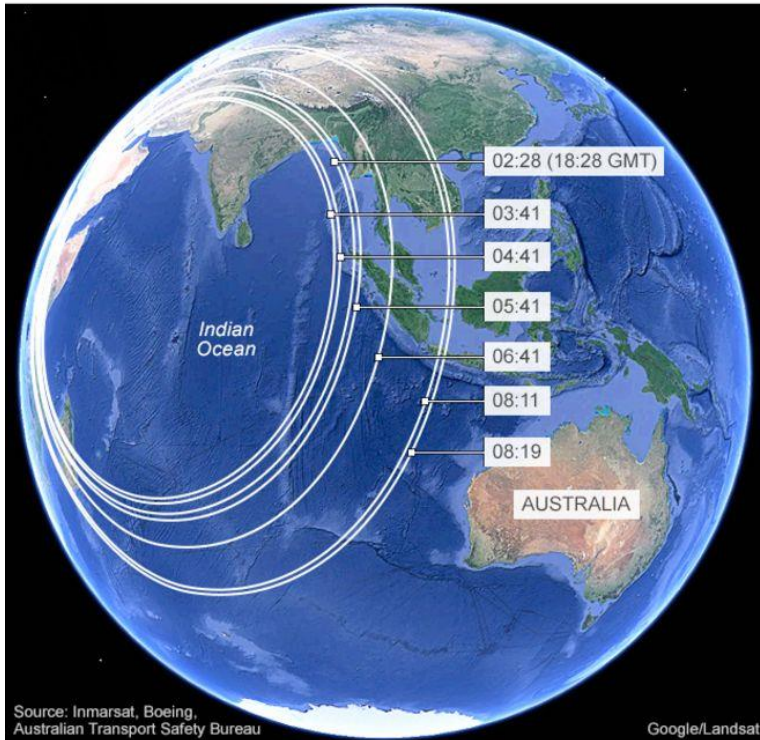 02:28 (18:28 GMT)
03:41
04:41
05:41
Indian
Ocean
06:41
08:11
08:19
AUSTRALIA
Source: Inmarsat, Boeing,
Australian Transport Safety Bureau
Google/Landsat